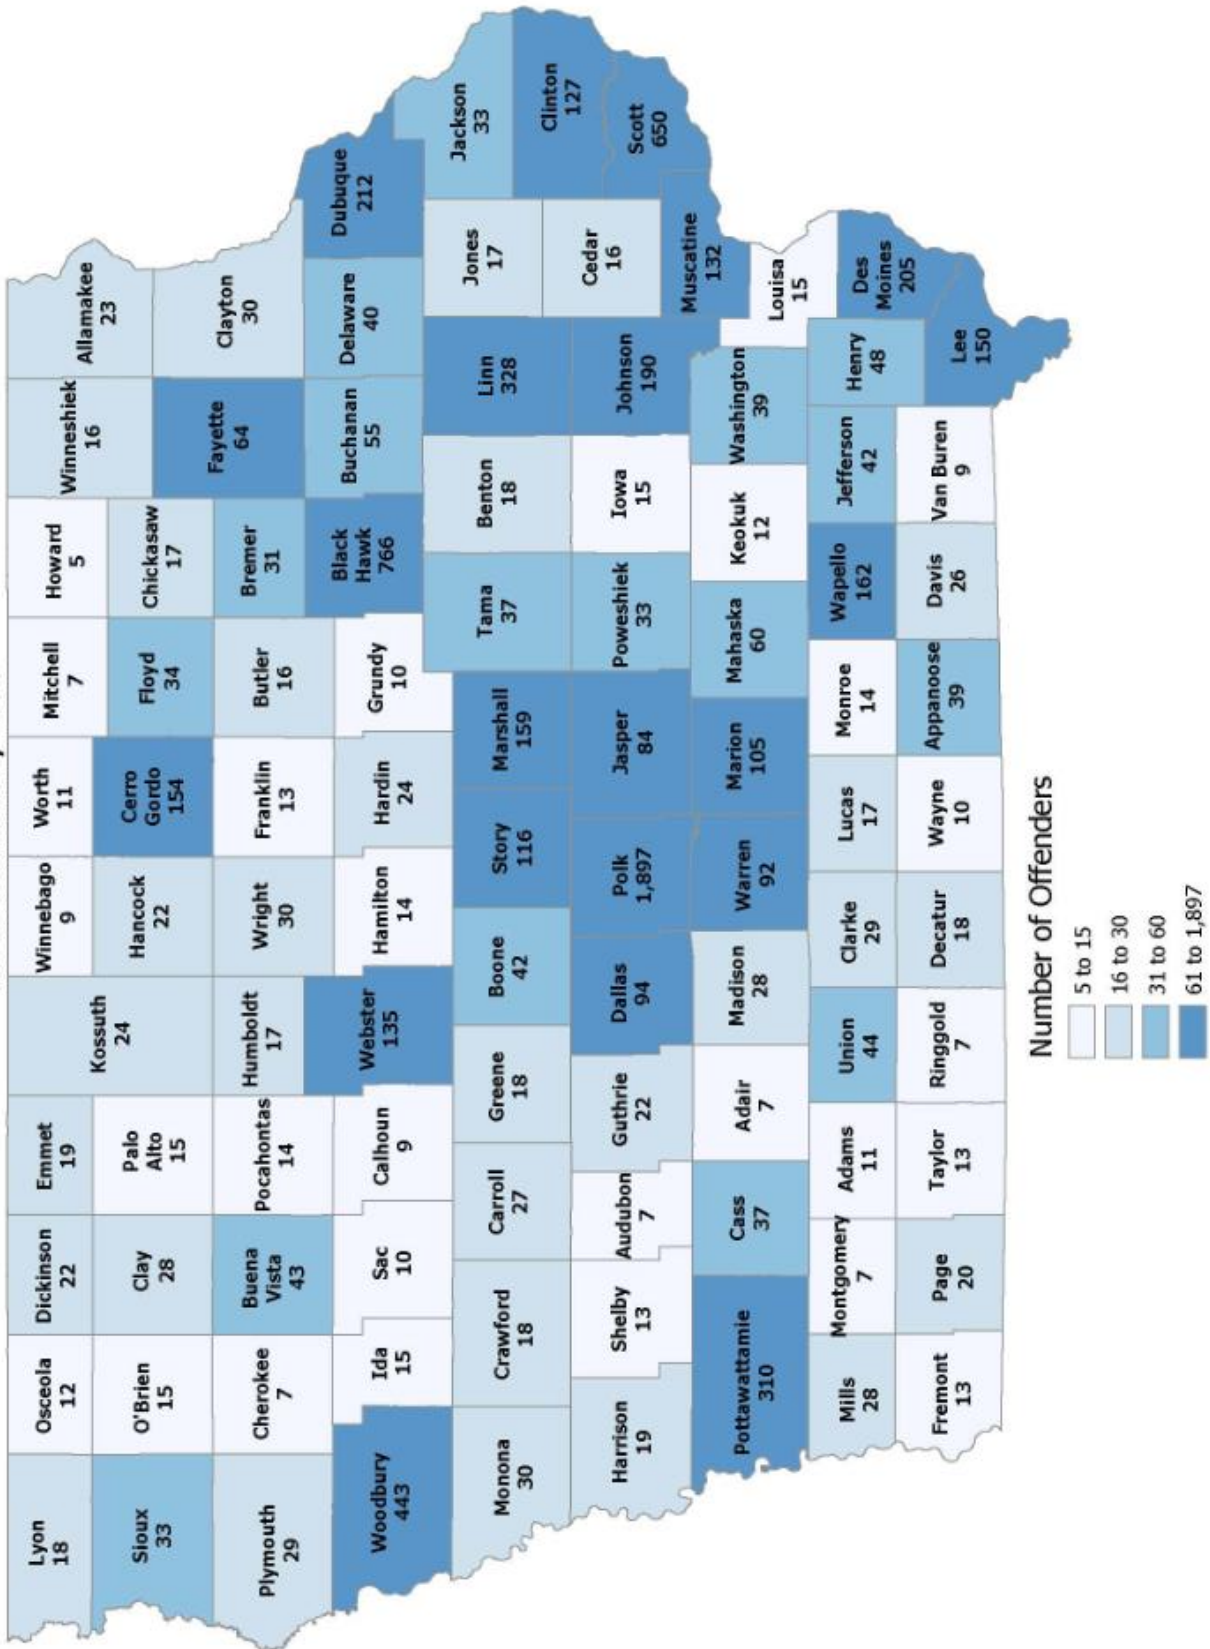 Lyon
18
Osceola
12
Dickinson
22
Emmet
19
Kossuth
24
Winnebago
9
Worth
11
Mitchell
7
Howard
5
Winneshiek
16
Allamakee
23
Sioux
33
O'Brien
15
Clay
28
Palo
Alto
15
Hancock
22
Cerro
Gordo
154
Floyd
34
Chickasaw
17
Fayette
64
Clayton
30
Plymouth
29
Cherokee
7
Buena
Vista
43
Pocahontas
14
Humboldt
17
Wright
30
Franklin
13
Butler
16
Bremer
31
Woodbury
443
Ida
15
Sac
10
Calhoun
9
Webster
135
Hamilton
14
Hardin
24
Grundy
10
Black
Hawk
766
Buchanan
55
Delaware
40
Dubuque
212
Monona
30
Crawford
18
Carroll
27
Greene
18
Boone
42
Story
116
Marshall
159
Tama
37
Benton
18
Linn
328
Jones
17
Jackson
33
Clinton
127
Harrison
19
Shelby
13
Audubon
7
Guthrie
22
Dallas
94
Polk
1,897
Jasper
84
Poweshiek
33
Iowa
15
Johnson
190
Cedar
16
Scott
650
Muscatine
132
Pottawattamie
310
Cass
37
Adair
7
Madison
28
Warren
92
Marion
105
Mahaska
60
Keokuk
12
Washington
39
Louisa
15
Mills
28
Montgomery
7
Adams
11
Union
44
Clarke
29
Lucas
17
Monroe
14
Wapello
162
Jefferson
42
Henry
48
Des
Moines
205
Fremont
13
Page
20
Taylor
13
Ringgold
7
Decatur
18
Wayne
10
Appanoose
39
Davis
26
Van Buren
9
Lee
150
Number of Offenders
5 to 15
16 to 30
31 to 60
61 to 1,897